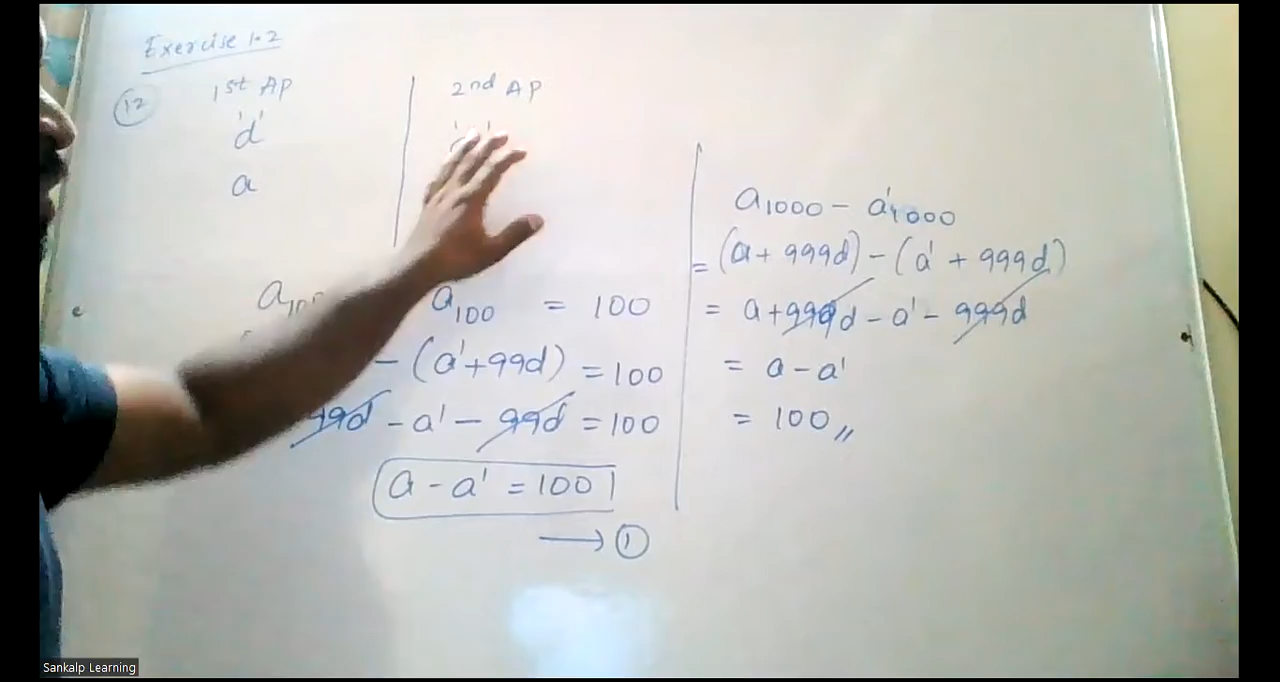 Exercise 1.2
12
1st AP
2nd AP
'd'
a
a100 = 100
- (a'+99d) = 100
99d - a' - 99d = 100
a - a' = 100
→ 1
a1000 - a'1000
= (a + 999d) - (a' + 999d)
= a + 999d - a' - 999d
= a - a'
= 100 //
Sankalp Learning